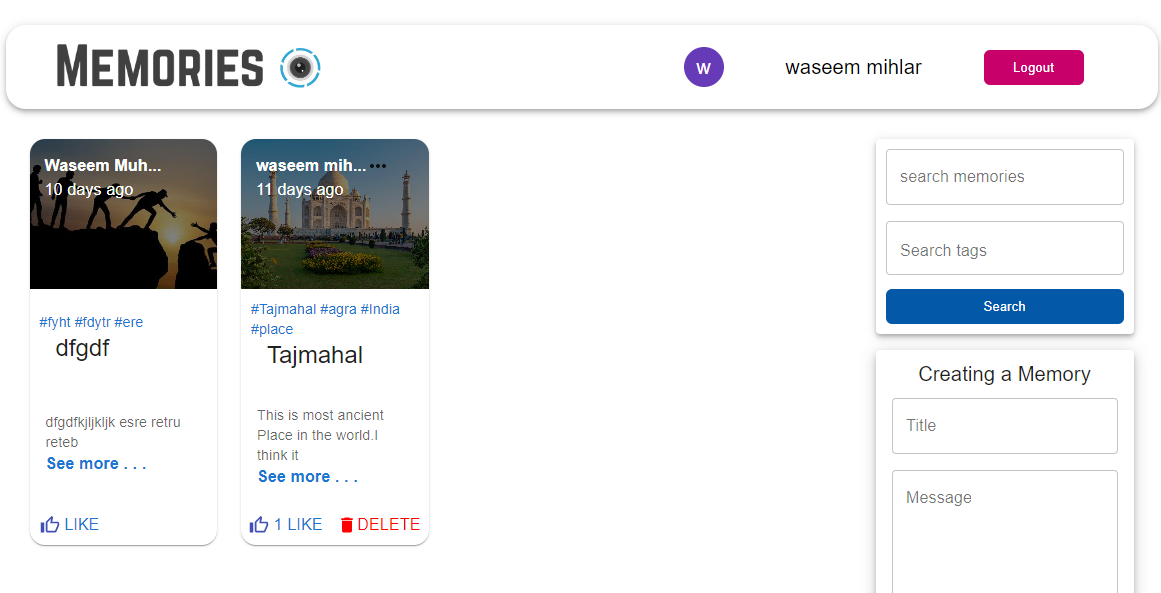 MEMORIES
W
waseem mihlar
Logout
Waseem Muh...
10 days ago
#fyht #fdytr #ere
dfgdf
dfgdfkjljkljk esre retru
reteb
See more . . .
LIKE
waseem mih... •••
11 days ago
#Tajmahal #agra #India
#place
Tajmahal
This is most ancient
Place in the world.I
think it
See more . . .
1 LIKE
DELETE
search memories
Search tags
Search
Creating a Memory
Title
Message